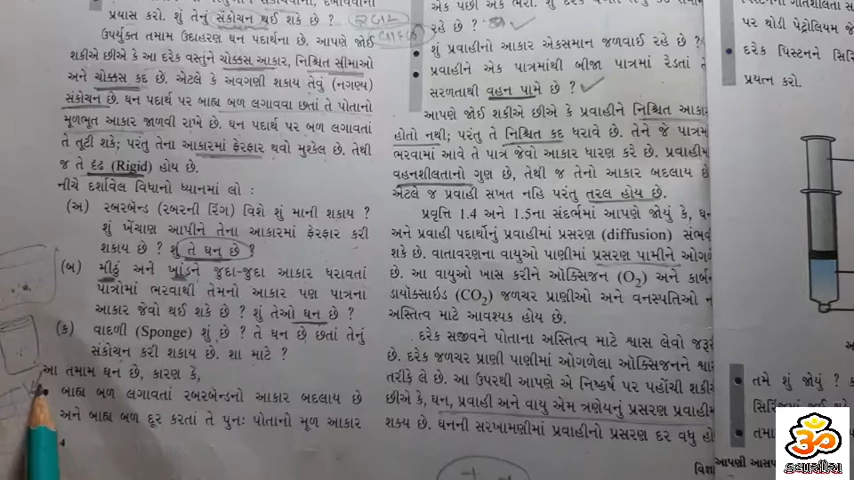 પ્રયાસ કરો. શું તેનું સંકોચન થઈ શકે છે ?
ઉપર્યુક્ત તમામ ઉદાહરણ ઘન પદાર્થના છે. આપણે જોઈ
શકીએ છીએ કે આ દરેક વસ્તુને ચોક્કસ આકાર, નિશ્ચિત સીમાઓ
અને ચોક્કસ કદ છે. એટલે કે અવગણી શકાય તેવું (નગણ્ય)
સંકોચન છે. ઘન પદાર્થ પર બાહ્ય બળ લગાવવા છતાં તે પોતાનો
મૂળભૂત આકાર જાળવી રાખે છે. ઘન પદાર્થ પર બળ લગાવતાં
તે તુટી શકે; પરંતુ તેના આકારમાં ફેરફાર થવો મુશ્કેલ છે. તેથી
જ તે દૃઢ (Rigid) હોય છે.
નીચે દર્શાવેલ વિધાનો ધ્યાનમાં લો :
(અ) રબરબેન્ડ (રબરની રિંગ) વિશે શું માની શકાય ?
શું ખેંચાણ આપીને તેના આકારમાં ફેરફાર કરી
શકાય છે ? શું તે ઘન છે ?
(બ) મીઠું અને ખાંડને જુદા-જુદા આકાર ધરાવતાં
પાત્રોમાં ભરવાથી તેમનો આકાર પણ પાત્રના
આકાર જેવો થઈ શકે છે ? શું તેઓ ઘન છે ?
(ક) વાદળી (Sponge) શું છે ? તે ઘન છે છતાં તેનું
સંકોચન કરી શકાય છે. શા માટે ?
આ તમામ ઘન છે, કારણ કે,
બાહ્ય બળ લગાવતાં રબરબેન્ડનો આકાર બદલાય છે
અને બાહ્ય બળ દૂર કરતાં તે પુનઃ પોતાનો મૂળ આકાર
4
એક પછી એક ભરો. શું દરેક
રહે છે ?
• શું પ્રવાહીનો આકાર એકસમાન જળવાઈ રહે છે ?
• પ્રવાહીને એક પાત્રમાંથી બીજા પાત્રમાં રેડતાં તે
સરળતાથી વહન પામે છે ?
આપણે જોઈ શકીએ છીએ કે પ્રવાહીને નિશ્ચિત આકાર
હોતો નથી; પરંતુ તે નિશ્ચિત કદ ધરાવે છે. તેને જે પાત્રમાં
ભરવામાં આવે તે પાત્ર જેવો આકાર ધારણ કરે છે. પ્રવાહીમાં
વહનશીલતાનો ગુણ છે, તેથી જ તેનો આકાર બદલાય છે
એટલે જ પ્રવાહી સખત નહિ પરંતુ તરલ હોય છે.
પ્રવૃત્તિ 1.4 અને 1.5ના સંદર્ભમાં આપણે જોયું કે, ઘન
અને પ્રવાહી પદાર્થોનું પ્રવાહીમાં પ્રસરણ (diffusion) સંભવ
શકે છે. વાતાવરણના વાયુઓ પાણીમાં પ્રસરણ પામીને ઓગળે
છે. આ વાયુઓ ખાસ કરીને ઓક્સિજન (O2) અને કાર્બન
ડાયૉક્સાઇડ (CO2) જળચર પ્રાણીઓ અને વનસ્પતિઓ
અસ્તિત્વ માટે આવશ્યક હોય છે.
દરેક સજીવને પોતાના અસ્તિત્વ માટે શ્વાસ લેવો જરૂરી
છે. દરેક જળચર પ્રાણી પાણીમાં ઓગળેલા ઓક્સિજનને
તરીકે લે છે. આ ઉપરથી આપણે એ નિષ્કર્ષ પર પહોંચી શકીએ
છીએ કે, ઘન, પ્રવાહી અને વાયુ એમ ત્રણેયનું પ્રસરણ પ્રવાહીમાં
શક્ય છે. ઘનની સરખામણીમાં પ્રવાહીનો પ્રસરણ દર વધુ
પર થોડી પેટ્રોલિયમ
• દરેક પિસ્ટનને
પ્રયત્ન કરો.
• તમે શું જોયું ?
આપણી
ૐ